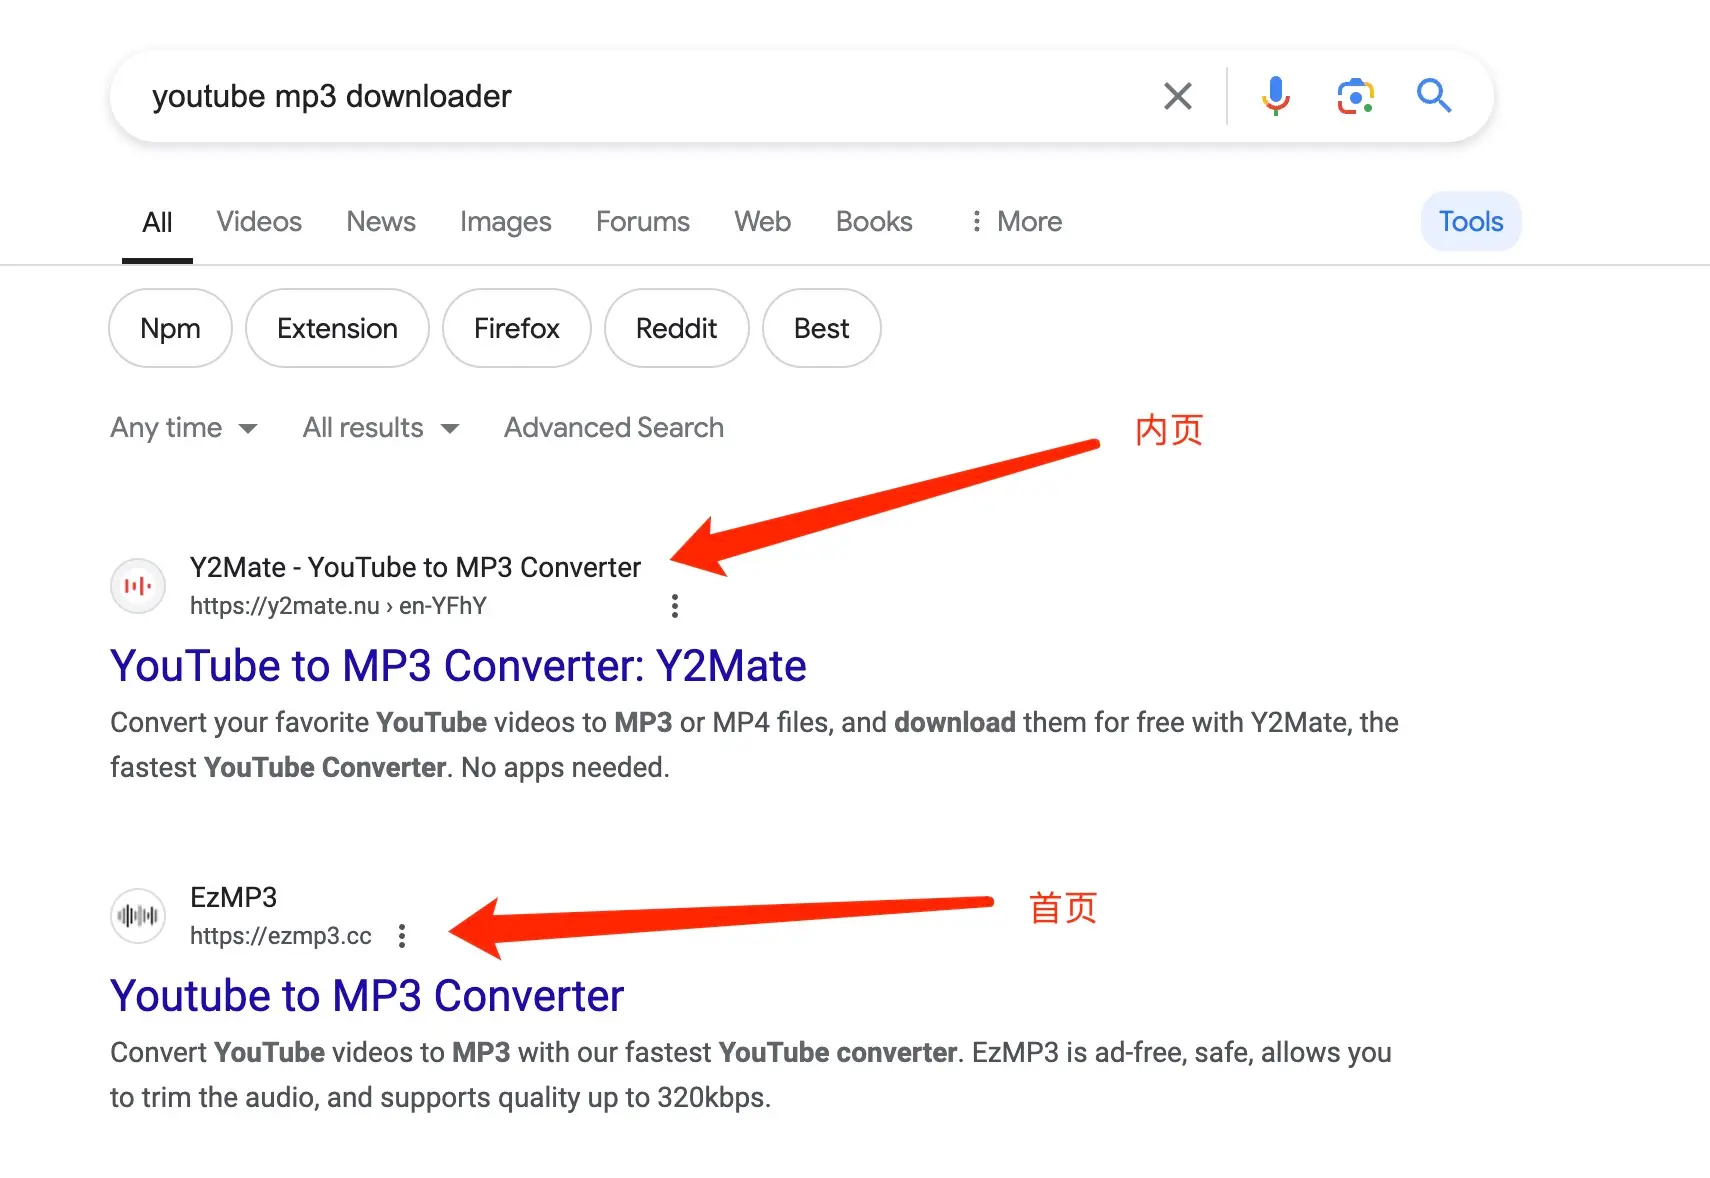 youtube mp3 downloader
All Videos News Images Forums Web Books More Tools
Npm Extension Firefox Reddit Best
Any time All results Advanced Search
内页
Y2Mate - YouTube to MP3 Converter
https://y2mate.nu › en-YFhY
YouTube to MP3 Converter: Y2Mate
Convert your favorite YouTube videos to MP3 or MP4 files, and download them for free with Y2Mate, the
fastest YouTube Converter. No apps needed.
EzMP3
首页
https://ezmp3.cc
Youtube to MP3 Converter
Convert YouTube videos to MP3 with our fastest YouTube converter. EzMP3 is ad-free, safe, allows you
to trim the audio, and supports quality up to 320kbps.